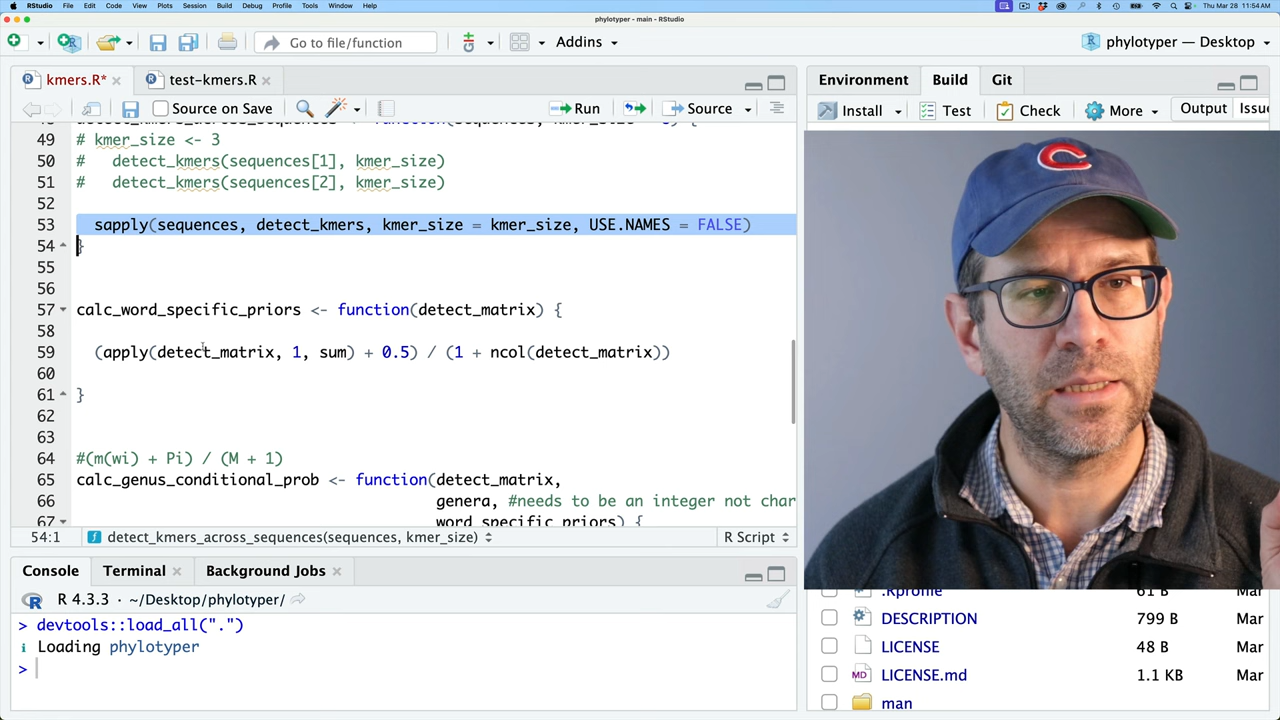 RStudio File Edit Code View Plots Session Build Debug Profile Tools Window Help Thu Mar 28 11:54 AM
phylotyper - main - RStudio
Go to file/function Addins phylotyper — Desktop
kmers.R* test-kmers.R Environment Build Git
Source on Save Run Source Install Test Check More Output Issue
49 # kmer_size <- 3
50 # detect_kmers(sequences[1], kmer_size)
51 # detect_kmers(sequences[2], kmer_size)
52
53 sapply(sequences, detect_kmers, kmer_size = kmer_size, USE.NAMES = FALSE)
54 }
55
56
57 calc_word_specific_priors <- function(detect_matrix) {
58
59 (apply(detect_matrix, 1, sum) + 0.5) / (1 + ncol(detect_matrix))
60
61 }
62
63
64 #(m(wi) + Pi) / (M + 1)
65 calc_genus_conditional_prob <- function(detect_matrix,
66 genera, #needs to be an integer not char
67 word_specific_priors) {
54:1 detect_kmers_across_sequences(sequences, kmer_size) R Script
Console Terminal Background Jobs
R 4.3.3 · ~/Desktop/phylotyper/
> devtools::load_all(".")
i Loading phylotyper
>
.Rprofile 61 B Mar
DESCRIPTION 799 B Mar
LICENSE 48 B Mar
MD LICENSE.md 1.1 KB Mar
man